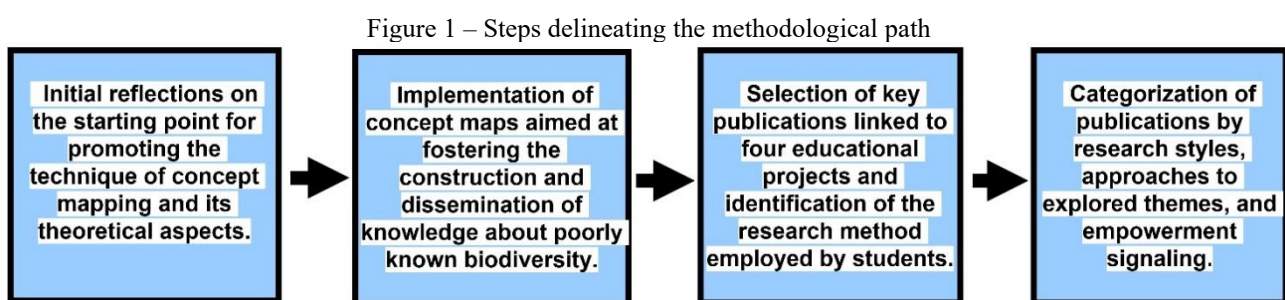 Figure 1 – Steps delineating the methodological path
Initial reflections on
the starting point for
promoting the
technique of concept
mapping and its
theoretical aspects.
Implementation of
concept maps aimed at
fostering the
construction and
dissemination of
knowledge about poorly
known biodiversity.
Selection of key
publications linked to
four educational
projects and
identification of the
research method
employed by students.
Categorization of
publications by
research styles,
approaches to
explored themes, and
empowerment
signaling.